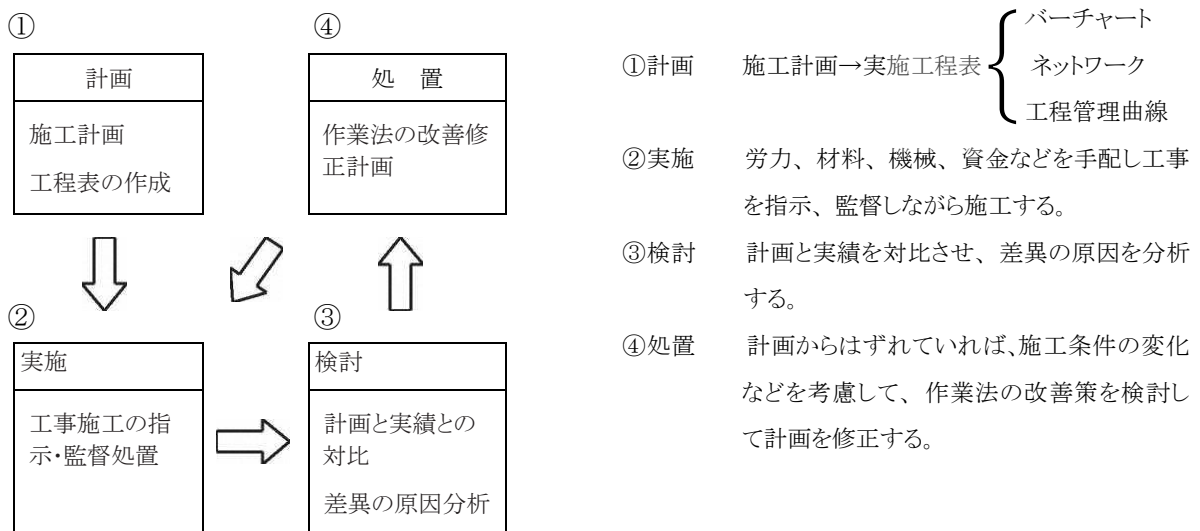 ①
計画
施工計画
工程表の作成
④
処 置
作業法の改善修
正計画
②
実施
工事施工の指
示・監督処置
③
検討
計画と実績との
対比
差異の原因分析
①計画 施工計画→実施工程表
バーチャート
ネットワーク
工程管理曲線
②実施 労力、材料、機械、資金などを手配し工事
を指示、監督しながら施工する。
③検討 計画と実績を対比させ、差異の原因を分析
する。
④処置 計画からはずれていれば、施工条件の変化
などを考慮して、作業法の改善策を検討し
て計画を修正する。